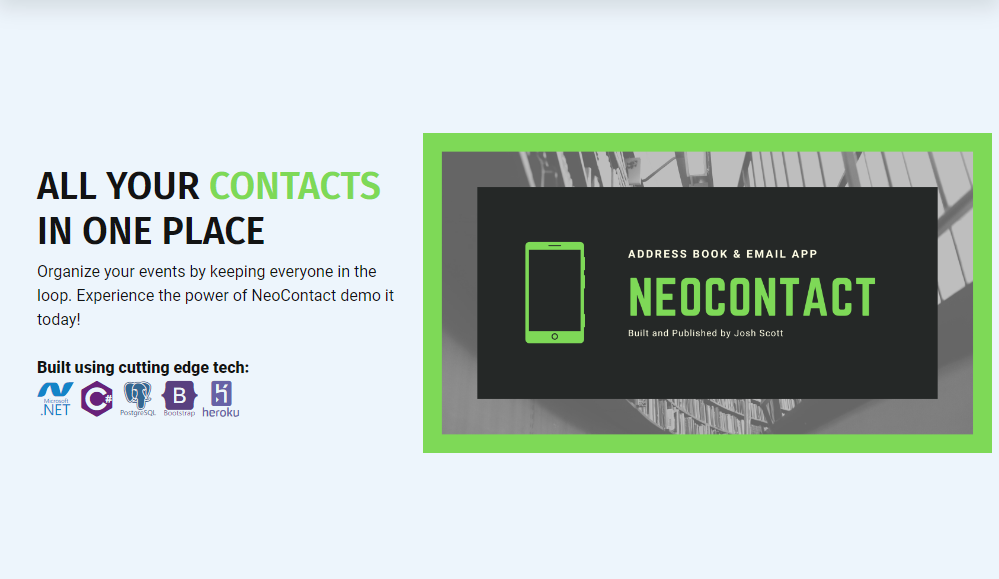 ALL YOUR CONTACTS
IN ONE PLACE
Organize your events by keeping everyone in the
loop. Experience the power of NeoContact demo it
today!
Built using cutting edge tech:
Microsoft
.NET
C#
PostgreSQL
B
Bootstrap
heroku
ADDRESS BOOK & EMAIL APP
NEOCONTACT
Built and Published by Josh Scott